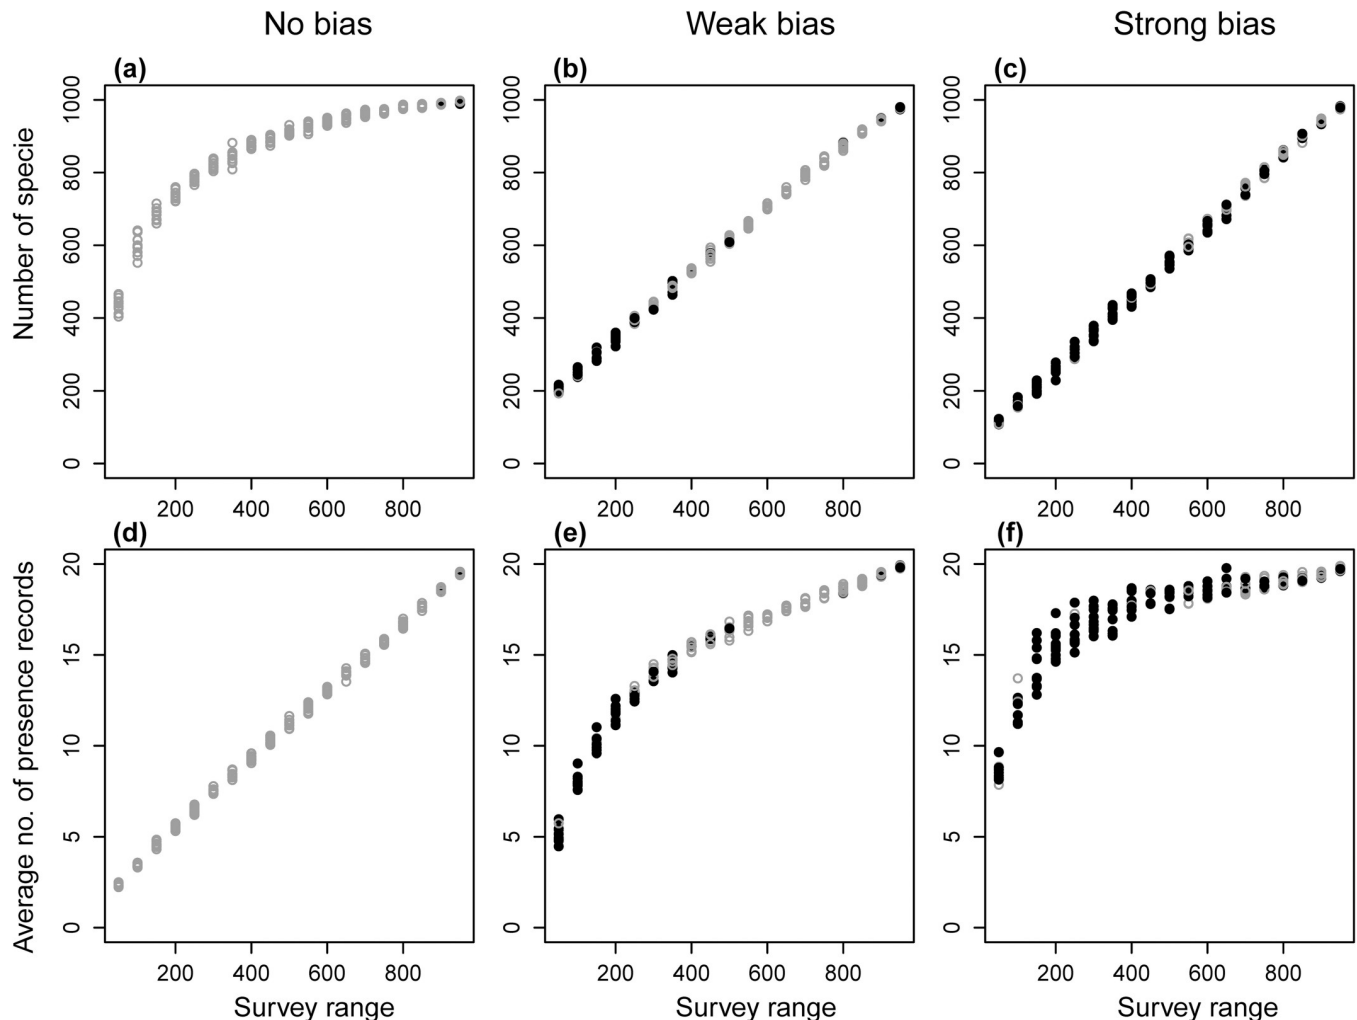 No bias Weak bias Strong bias
(a) (b) (c)
Number of specie
0 200 400 600 800 1000
0 200 400 600 800 1000
0 200 400 600 800 1000
200 400 600 800
200 400 600 800
200 400 600 800
(d) (e) (f)
Average no. of presence records
0 5 10 15 20
0 5 10 15 20
0 5 10 15 20
200 400 600 800
200 400 600 800
200 400 600 800
Survey range Survey range Survey range